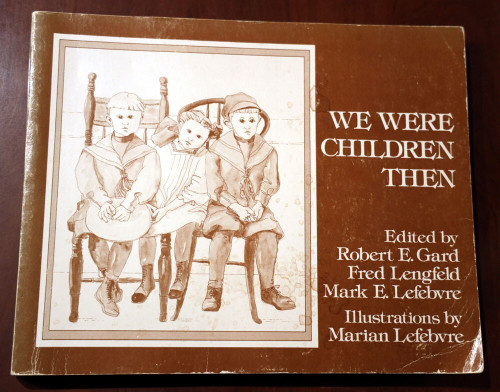 WE WERE
CHILDREN
THEN
Edited by
Robert E. Gard
Fred Lengfeld
Mark E. Lefebvre
Illustrations by
Marian Lefebvre